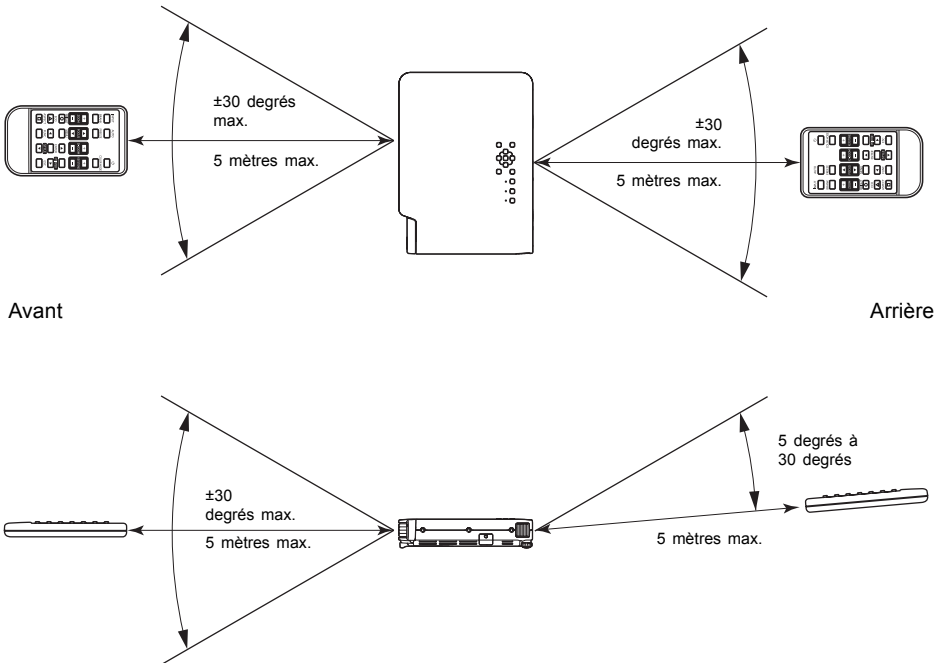 ±30 degrés
max.
5 mètres max.
±30
degrés max.
5 mètres max.
Avant
Arrière
±30
degrés max.
5 mètres max.
5 degrés à
30 degrés
5 mètres max.